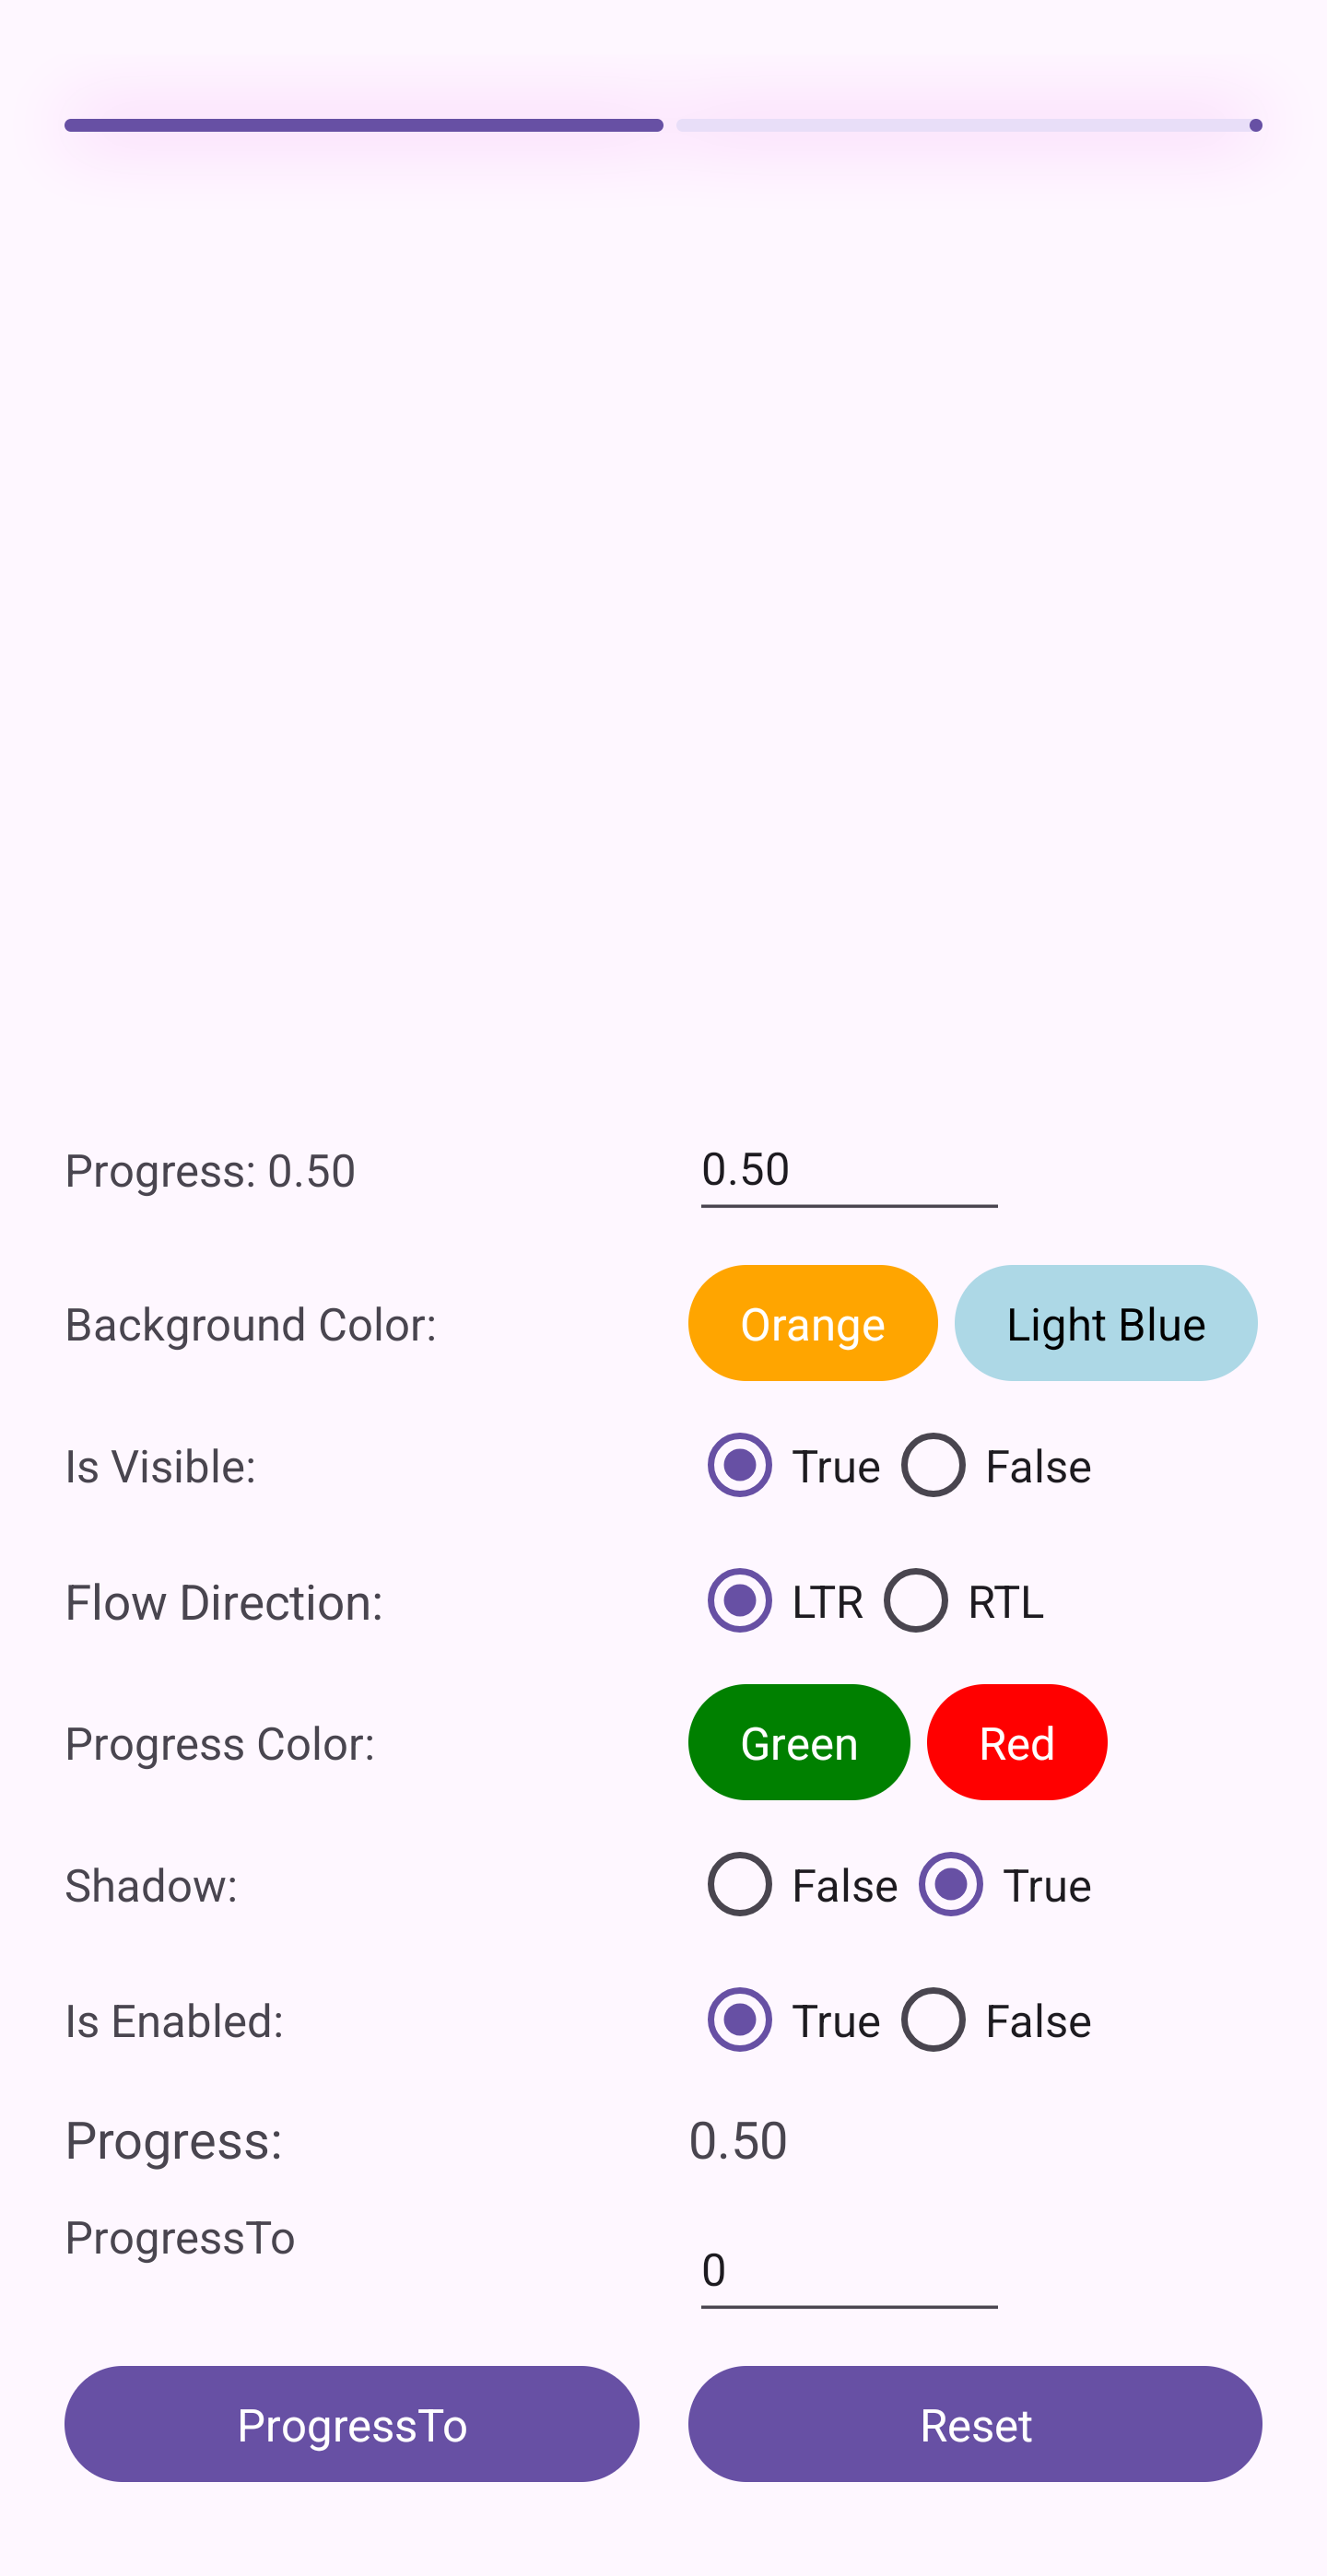 Progress: 0.50 0.50
Background Color: Orange Light Blue
Is Visible: True False
Flow Direction: LTR RTL
Progress Color: Green Red
Shadow: False True
Is Enabled: True False
Progress: 0.50
ProgressTo
0
ProgressTo Reset